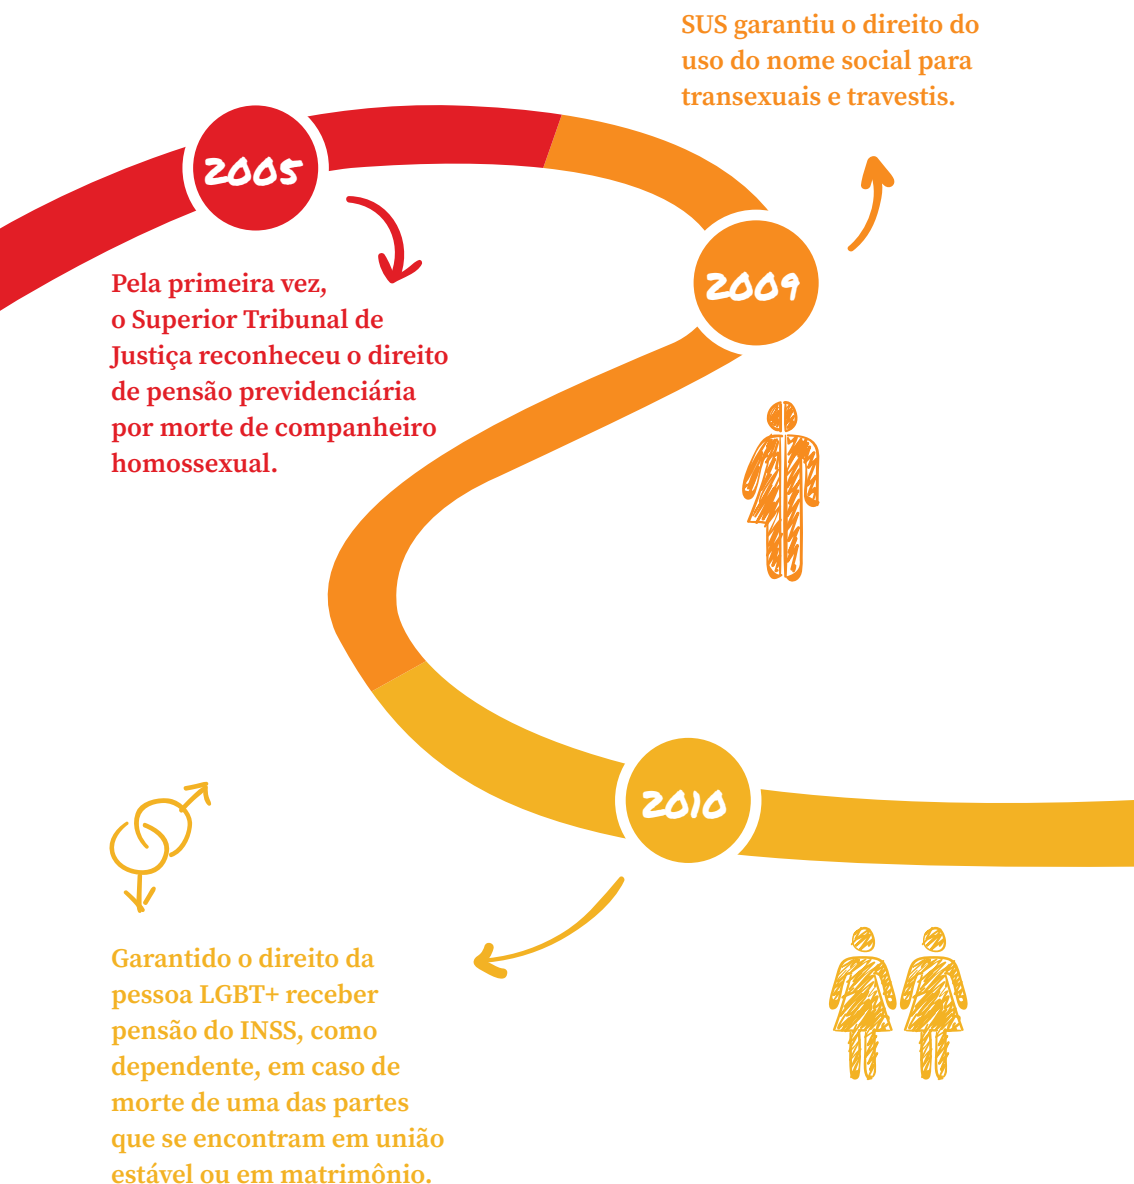 SUS garantiu o direito do
uso do nome social para
transexuais e travestis.
2005
Pela primeira vez,
o Superior Tribunal de
Justiça reconheceu o direito
de pensão previdenciária
por morte de companheiro
homossexual.
2009
2010
Garantido o direito da
pessoa LGBT+ receber
pensão do INSS, como
dependente, em caso de
morte de uma das partes
que se encontram em união
estável ou em matrimônio.